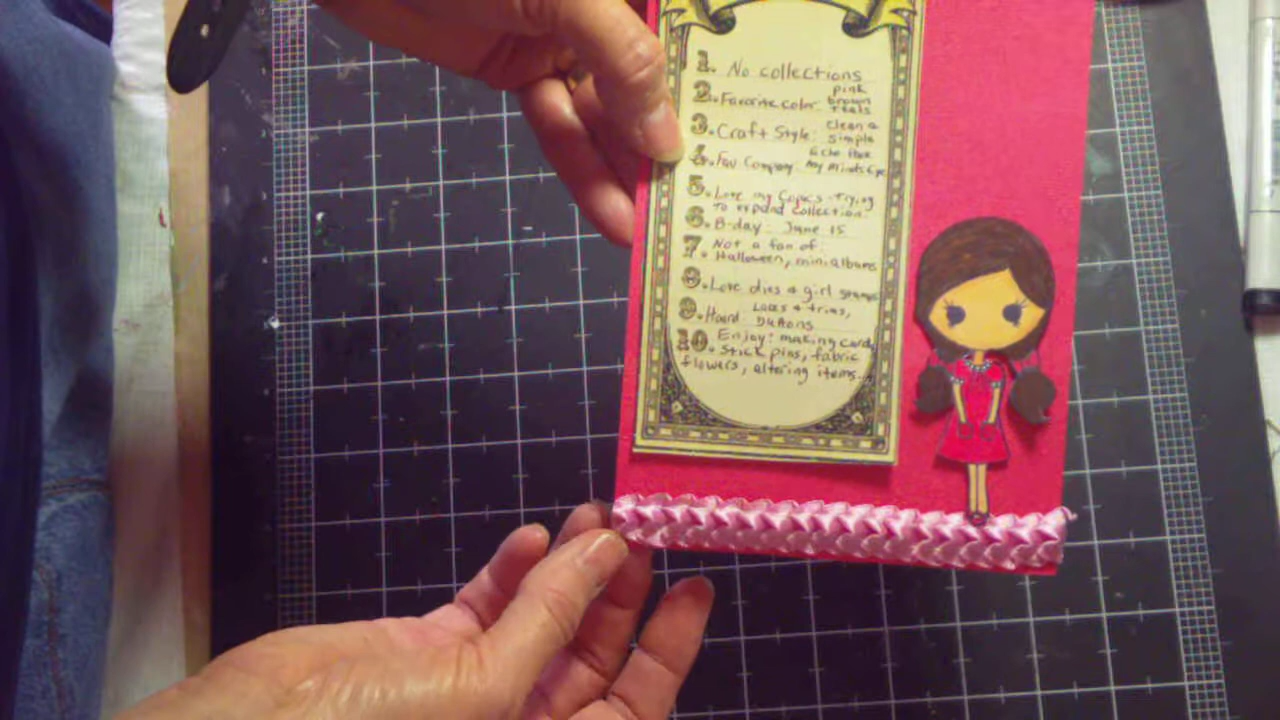 1. No collections
pink
2. Favorite color: brown
teals
clean &
3. Craft Style: Simple
Echo Park
4. Fav Company: My Minds Eye
5. Love my Copics - Trying
to expand collection
6. B-day: June 15
7. Not a fan of:
Halloween, mini albums
8. Love dies & girl stamps
Laces & trims,
9. Hoard: Buttons
10. Enjoy: making cards
Stick pins, fabric
flowers, altering items...